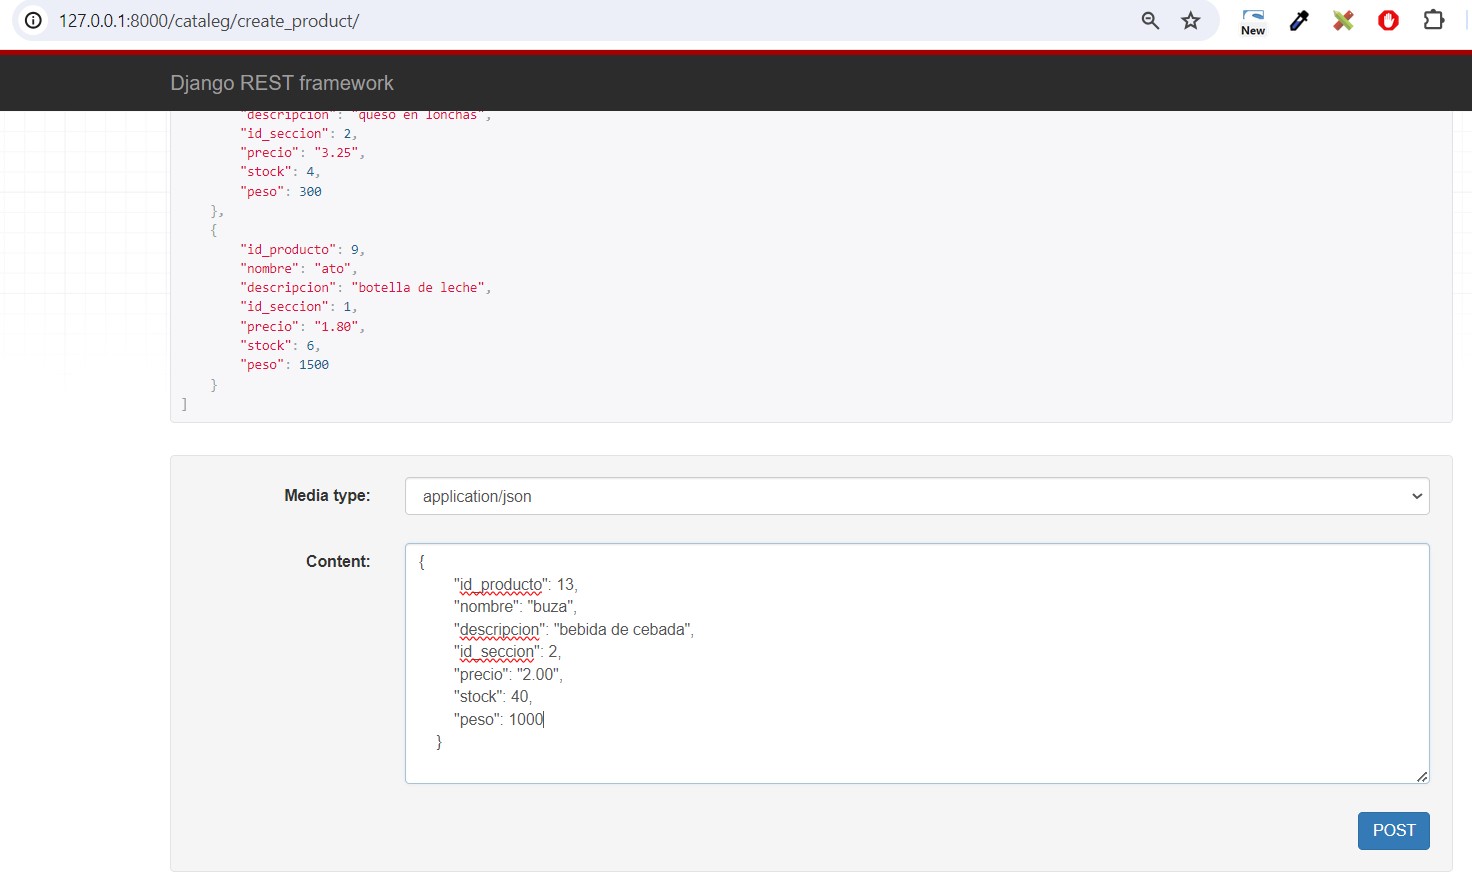 127.0.0.1:8000/cataleg/create_product/
New
Django REST framework
"descripcion": "queso en lonchas",
"id_seccion": 2,
"precio": "3.25",
"stock": 4,
"peso": 300
},
{
"id_producto": 9,
"nombre": "ato",
"descripcion": "botella de leche",
"id_seccion": 1,
"precio": "1.80",
"stock": 6,
"peso": 1500
}
]
Media type:
application/json
Content:
{
"id_producto": 13,
"nombre": "buza",
"descripcion": "bebida de cebada",
"id_seccion": 2,
"precio": "2.00",
"stock": 40,
"peso": 1000
}
POST